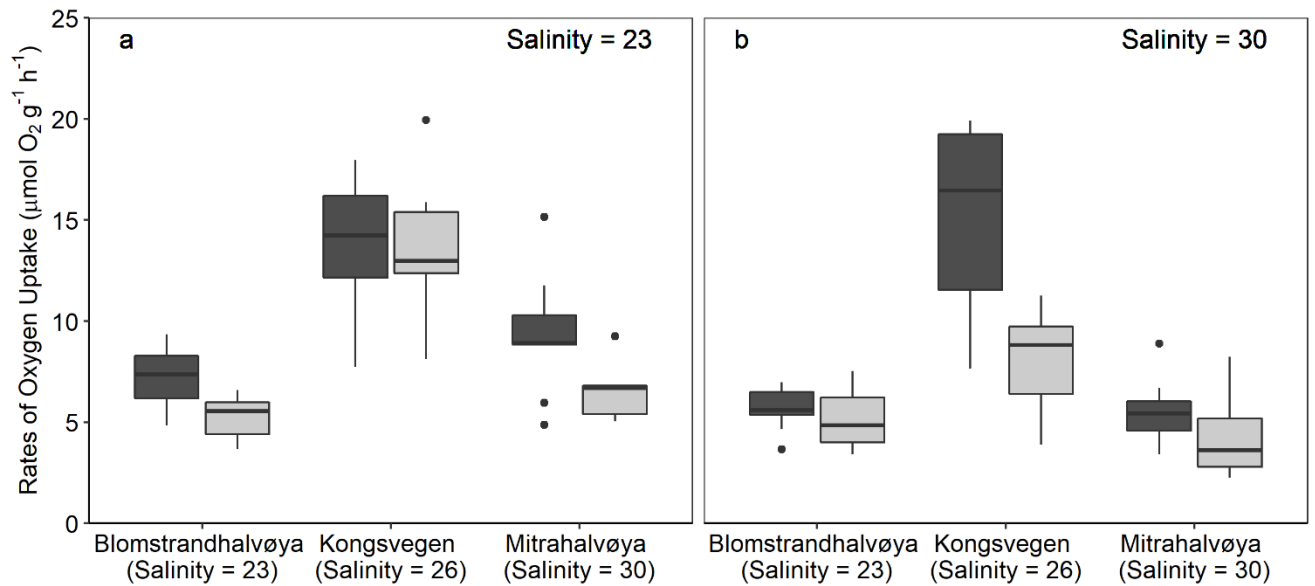 Rates of Oxygen Uptake (μmol O₂ g⁻¹ h⁻¹)
25
20
15
10
5
0
a
Salinity = 23
b
Salinity = 30
Blomstrandhalvøya
(Salinity = 23)
Kongsvegen
(Salinity = 26)
Mitrahalvøya
(Salinity = 30)
Blomstrandhalvøya
(Salinity = 23)
Kongsvegen
(Salinity = 26)
Mitrahalvøya
(Salinity = 30)